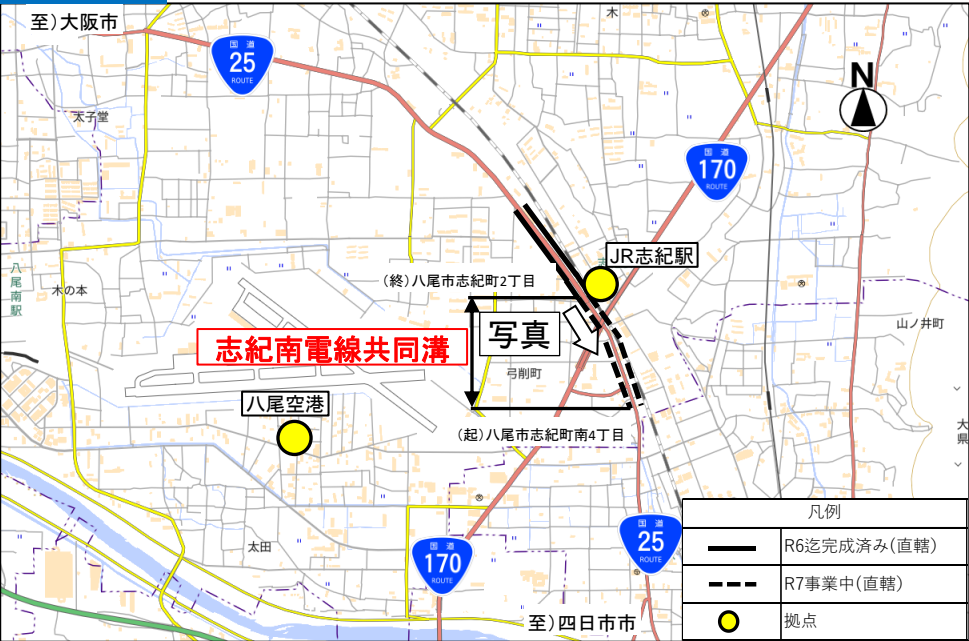 至)大阪市
木
国道
25
ROUTE
N
太子堂
国道
170
ROUTE
JR志紀駅
(終)八尾市志紀町2丁目
八尾南駅
木の本
山ノ井町
写真
志紀南電線共同溝
弓削町
八尾空港
(起)八尾市志紀町南4丁目
大県
凡例
R6迄完成済み(直轄)
R7事業中(直轄)
拠点
太田
国道
170
ROUTE
国道
25
ROUTE
至)四日市市